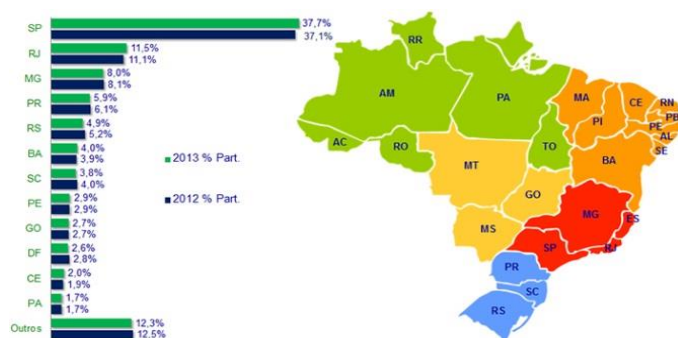 SP 37,7%
37,1%
RJ 11,5%
11,1%
MG 8,0%
8,1%
PR 5,9%
6,1%
RS 4,9%
5,2%
BA 4,0%
3,9%
SC 3,8%
4,0%
PE 2,9%
2,9%
GO 2,7%
2,7%
DF 2,6%
2,8%
CE 2,0%
1,9%
PA 1,7%
1,7%
Outros 12,3%
12,5%
2013 % Part.
2012 % Part.
RR
AM
PA
MA
CE
RN
PB
PI
PE
AL
SE
AC
RO
TO
BA
MT
GO
MG
ES
MS
SP
RJ
PR
SC
RS